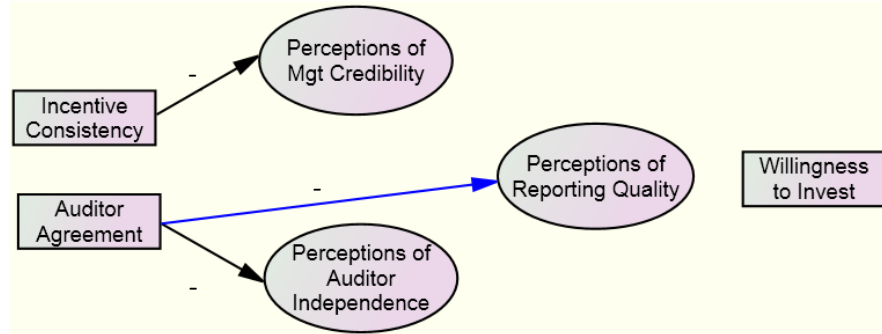 Perceptions of
Mgt Credibility
-
Incentive
Consistency
Perceptions of
Reporting Quality
Willingness
to Invest
-
Auditor
Agreement
Perceptions of
Auditor
Independence
-